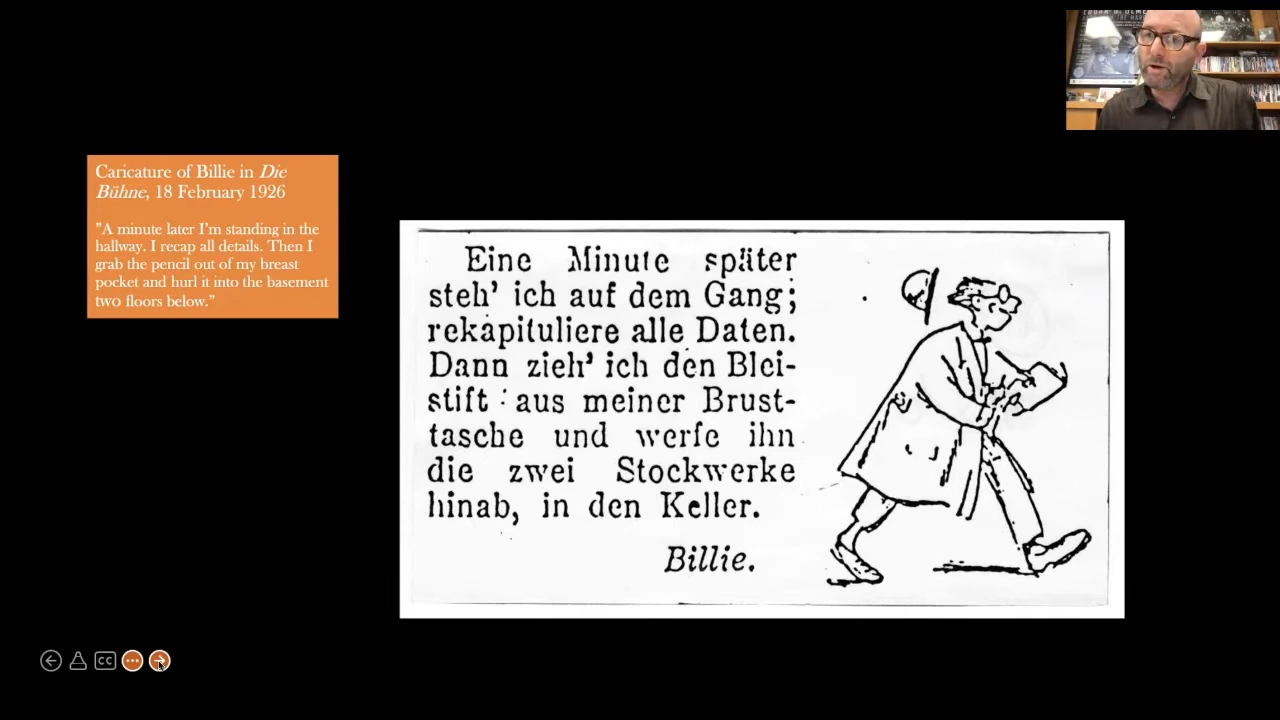 Caricature of Billie in Die
Bühne, 18 February 1926
"A minute later I'm standing in the
hallway. I recap all details. Then I
grab the pencil out of my breast
pocket and hurl it into the basement
two floors below."
Eine Minute später
steh' ich auf dem Gang;
rekapituliere alle Daten.
Dann zieh' ich den Blei-
stift aus meiner Brust-
tasche und werfe ihn
die zwei Stockwerke
hinab, in den Keller.
Billie.
CC